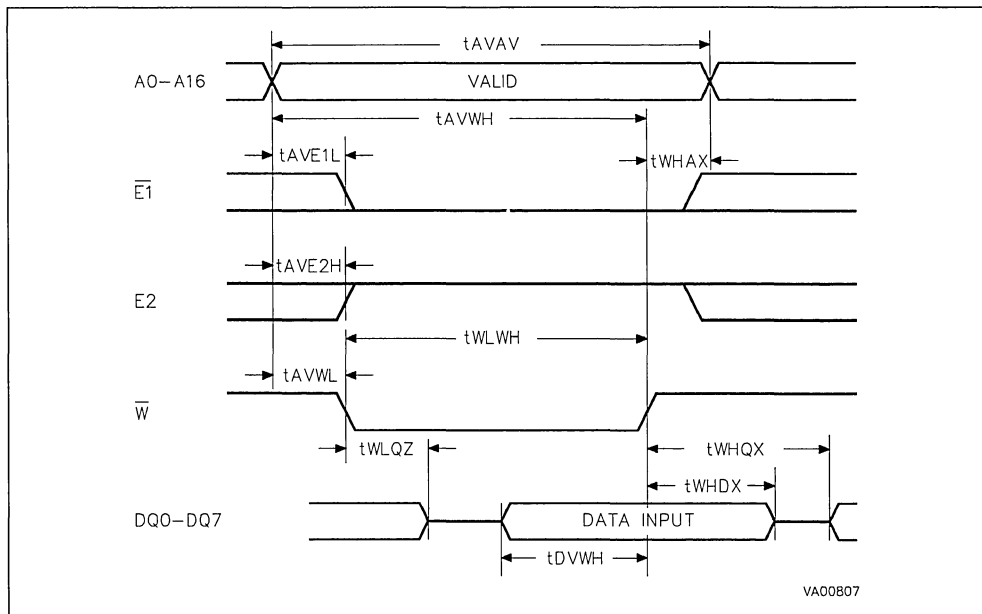 tAVAV
A0-A16
VALID
tAVWH
tAVE1L
tWHAX
E1
tAVE2H
E2
tWLWH
tAVWL
W
tWLQZ
tWHQX
tWHDX
DQ0-DQ7
DATA INPUT
tDVWH
VA00807